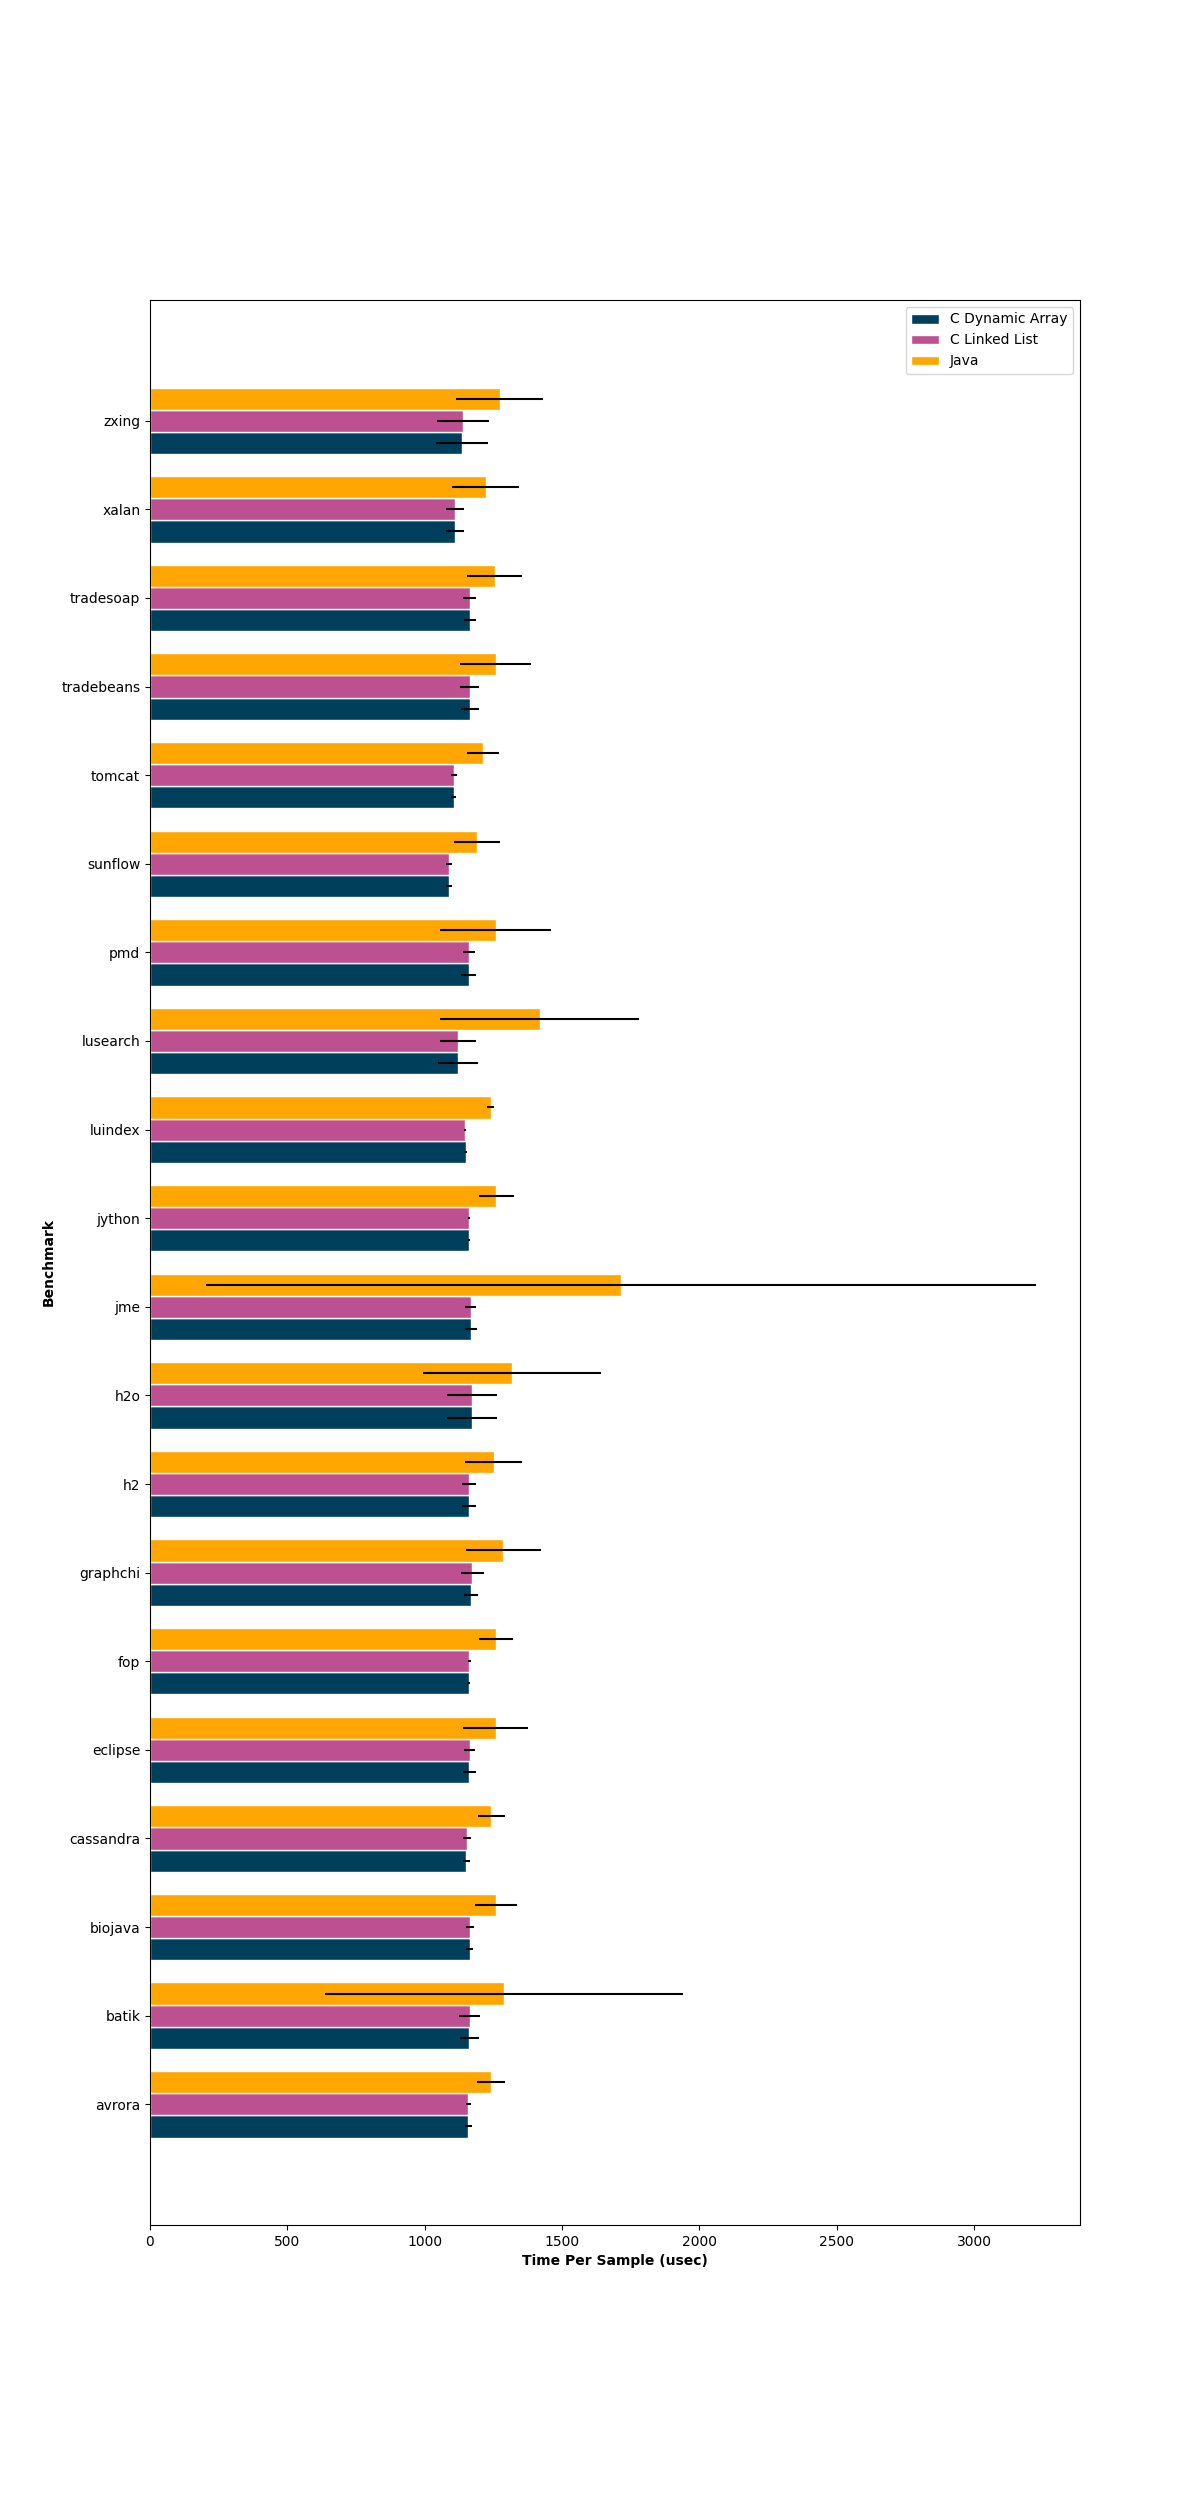 C Dynamic Array
C Linked List
Java
zxing
xalan
tradesoap
tradebeans
tomcat
sunflow
pmd
lusearch
luindex
jython
jme
h2o
h2
graphchi
fop
eclipse
cassandra
biojava
batik
avrora
Benchmark
0 500 1000 1500 2000 2500 3000
Time Per Sample (usec)